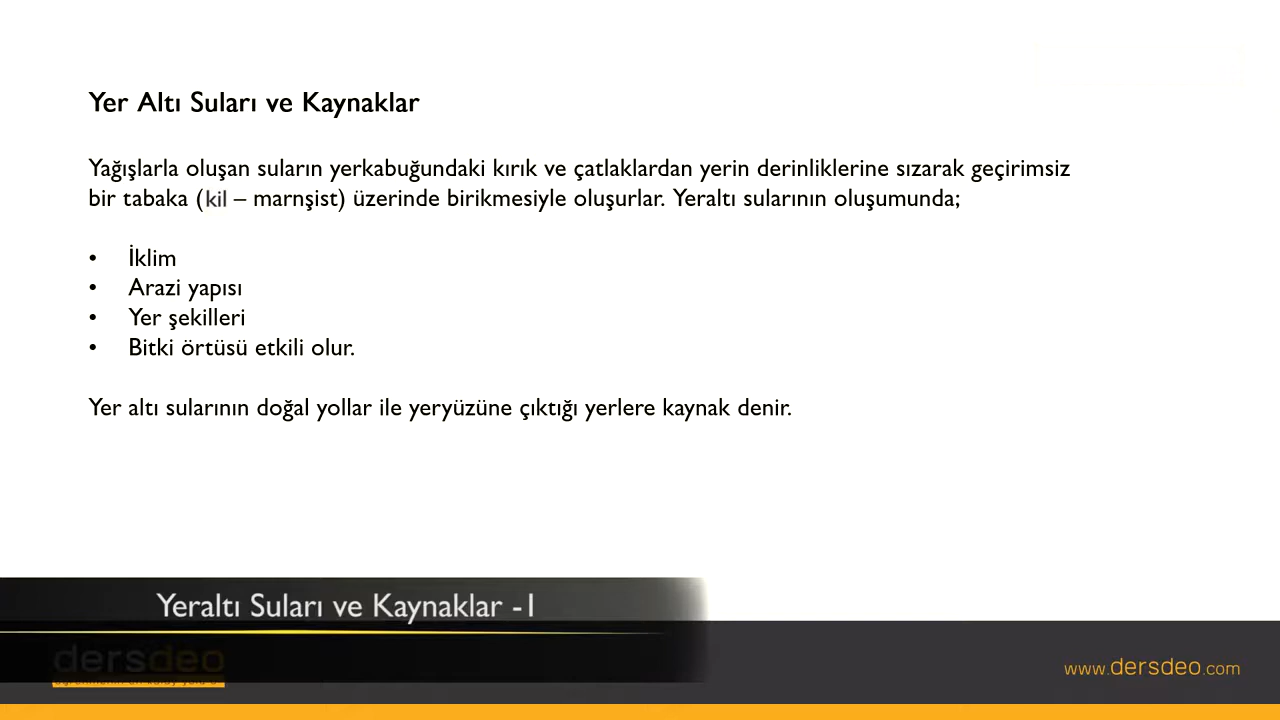 Yer Altı Suları ve Kaynaklar
Yağışlarla oluşan suların yerkabuğundaki kırık ve çatlaklardan yerin derinliklerine sızarak geçirimsiz
bir tabaka (kil – marnşist) üzerinde birikmesiyle oluşurlar. Yeraltı sularının oluşumunda;
• İklim
• Arazi yapısı
• Yer şekilleri
• Bitki örtüsü etkili olur.
Yer altı sularının doğal yollar ile yeryüzüne çıktığı yerlere kaynak denir.
Yeraltı Suları ve Kaynaklar -1
dersdeo
www.dersdeo.com